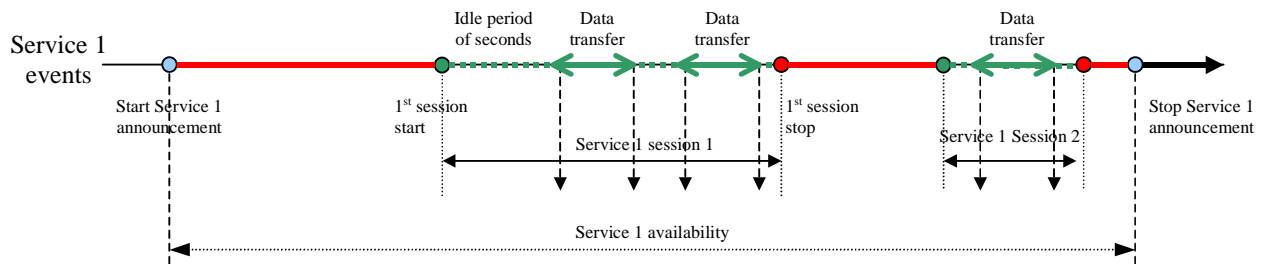 Idle period
of seconds
Data
transfer
Data
transfer
Data
transfer
Service 1
events
Start Service 1
announcement
1st session
start
1st session
stop
Stop Service 1
announcement
Service 1 session 1
Service 1 Session 2
Service 1 availability